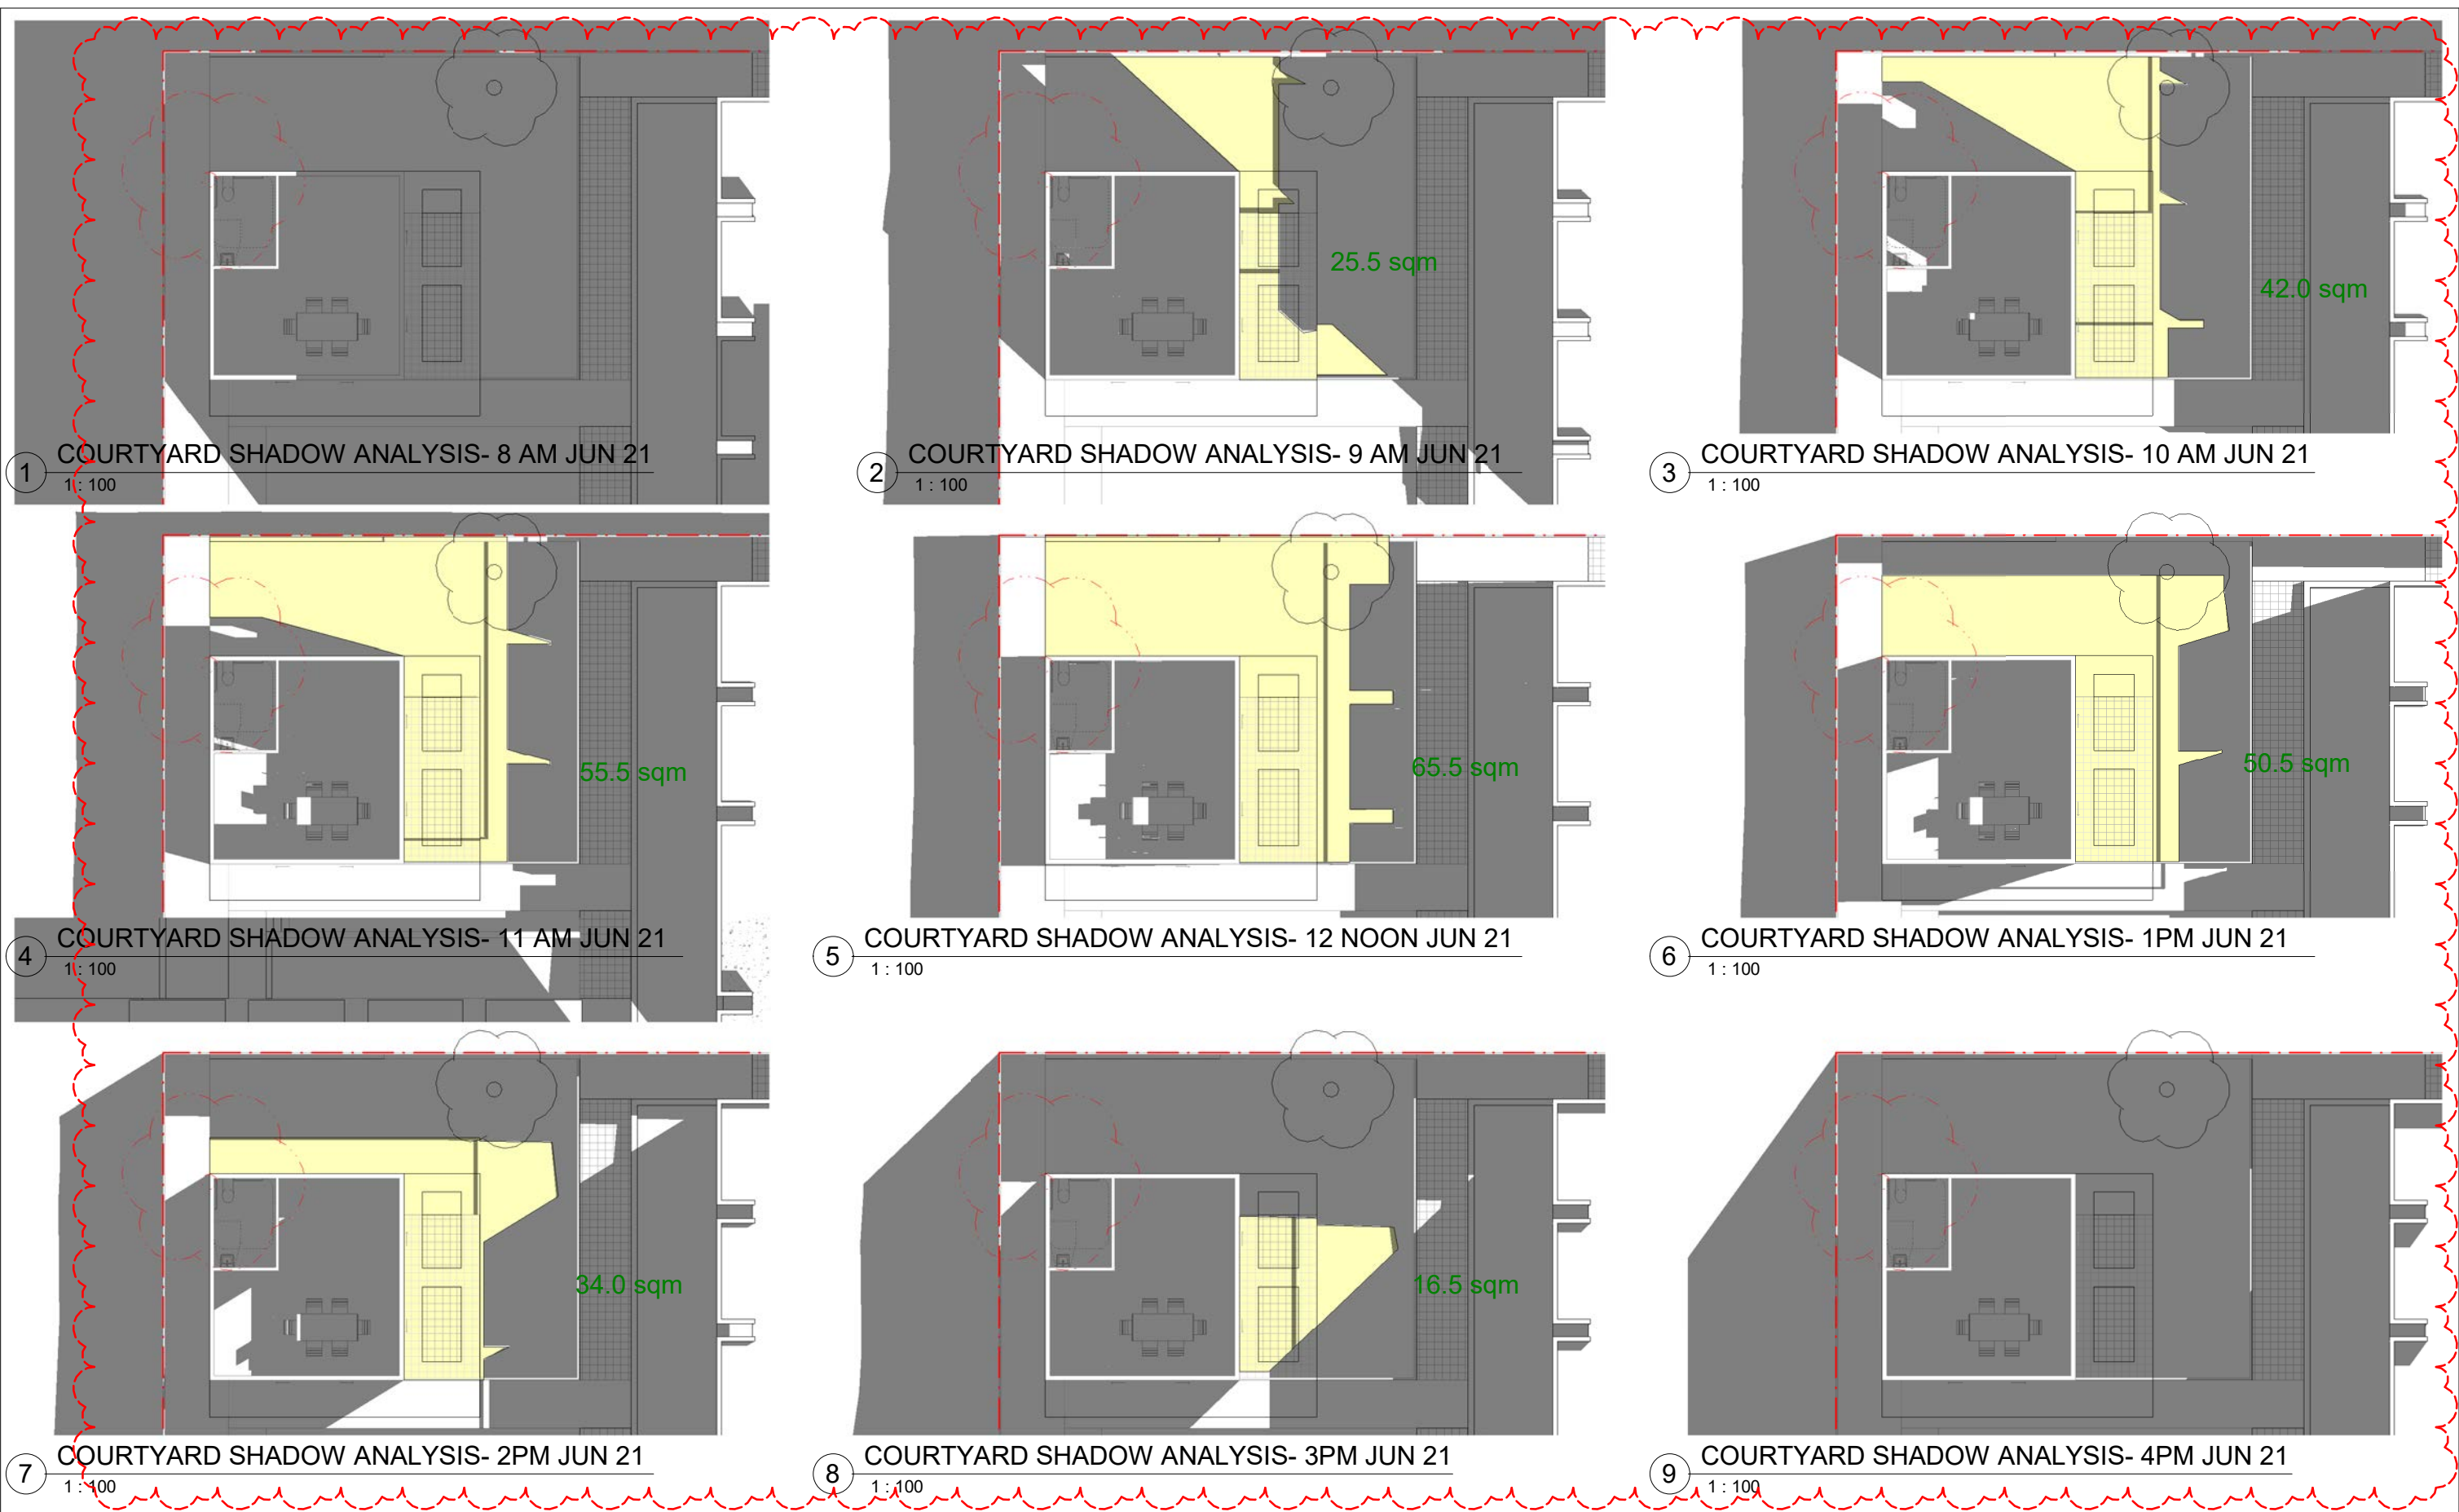 25.5 sqm
42.0 sqm
1 COURTYARD SHADOW ANALYSIS- 8 AM JUN 21
1 : 100
2 COURTYARD SHADOW ANALYSIS- 9 AM JUN 21
1 : 100
3 COURTYARD SHADOW ANALYSIS- 10 AM JUN 21
1 : 100
55.5 sqm
65.5 sqm
50.5 sqm
4 COURTYARD SHADOW ANALYSIS- 11 AM JUN 21
1 : 100
5 COURTYARD SHADOW ANALYSIS- 12 NOON JUN 21
1 : 100
6 COURTYARD SHADOW ANALYSIS- 1PM JUN 21
1 : 100
34.0 sqm
16.5 sqm
7 COURTYARD SHADOW ANALYSIS- 2PM JUN 21
1 : 100
8 COURTYARD SHADOW ANALYSIS- 3PM JUN 21
1 : 100
9 COURTYARD SHADOW ANALYSIS- 4PM JUN 21
1 : 100